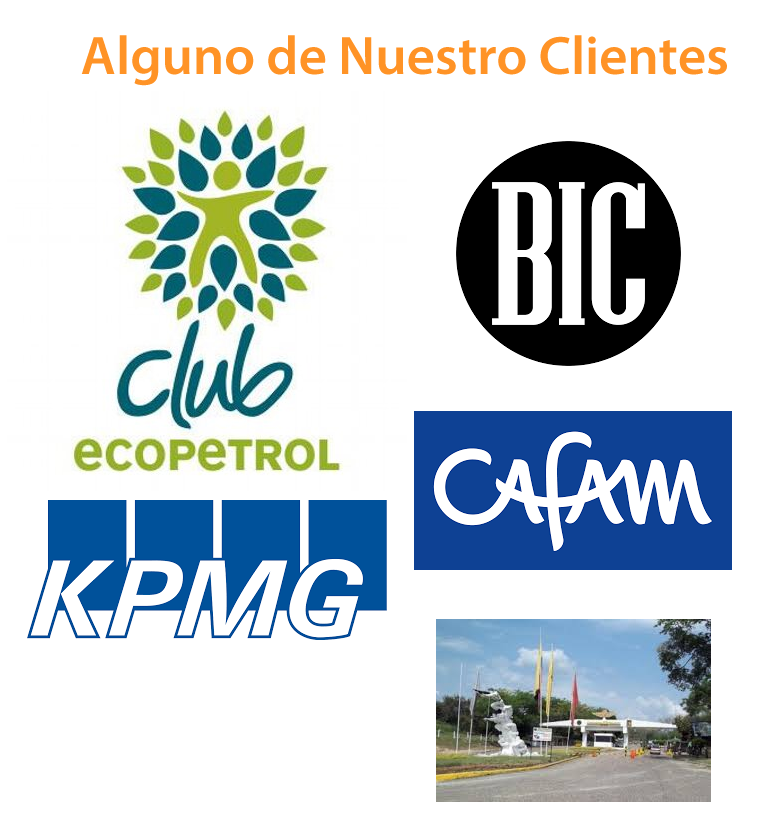 Alguno de Nuestro Clientes
club
ecopetrol
BIC
Cafam
KPMG